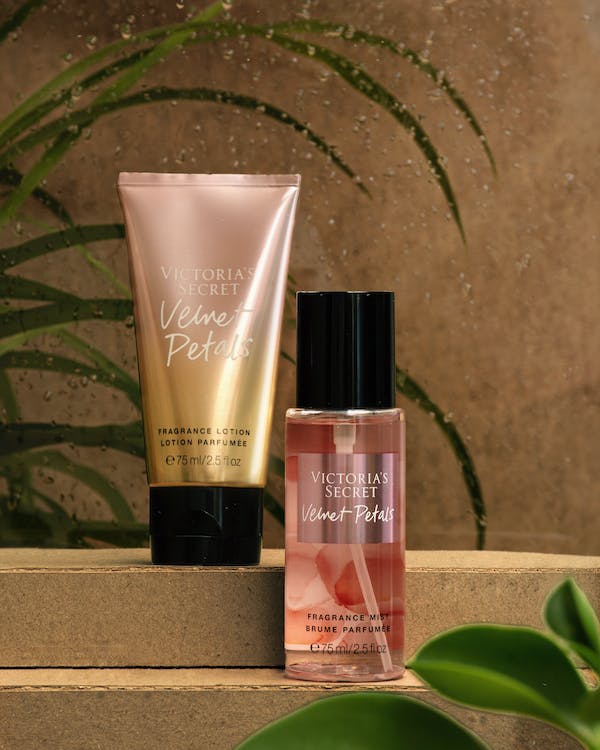 VICTORIA'S
SECRET
Velvet
Petals
FRAGRANCE LOTION
LOTION PARFUMÉE
℮75 ml/2.5 fl oz
VICTORIA'S
SECRET
Velvet Petals
FRAGRANCE MIST
BRUME PARFUMÉE
℮75 ml/2.5 fl oz